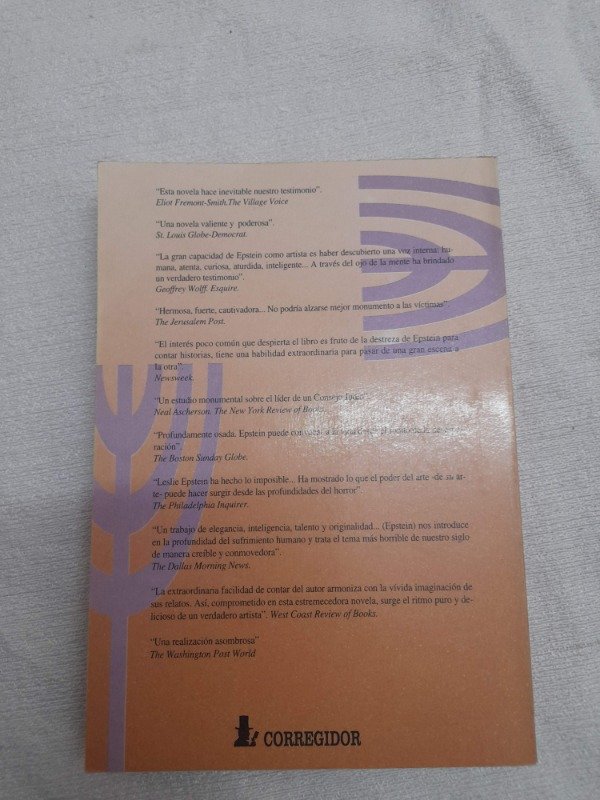 "Esta novela hace inevitable nuestro testimonio".
Eliot Fremont-Smith, The Village Voice
"Una novela valiente y poderosa".
St. Louis Globe-Democrat.
"La gran capacidad de Epstein como artista es haber descubierto una voz interna, hu-
mana, atenta, curiosa, aturdida, inteligente... A través del ojo de la mente ha brindado
un verdadero testimonio".
Geoffrey Wolff. Esquire.
"Hermosa, fuerte, cautivadora... No podría alzarse mejor monumento a las víctimas".
The Jerusalem Post.
"El interés poco común que despierta el libro es fruto de la destreza de Epstein para
contar historias, tiene una habilidad extraordinaria para pasar de una gran escena a
la otra".
Newsweek.
"Un estudio monumental sobre el líder de un Consejo
Neal Ascherson. The New York Review of Books.
"Profundamente osada. Epstein puede a la
ración".
The Boston Sunday Globe.
"Leslie Epstein ha hecho lo imposible... Ha mostrado lo que el poder del arte -de su ar-
te- puede hacer surgir desde las profundidades del horror".
The Philadelphia Inquirer.
"Un trabajo de elegancia, inteligencia, talento y originalidad... (Epstein) nos introduce
en la profundidad del sufrimiento humano y trata el tema más horrible de nuestro siglo
de manera creíble y conmovedora".
The Dallas Morning News.
"La extraordinaria facilidad de contar del autor armoniza con la vívida imaginación de
sus relatos. Así, comprometido en esta estremecedora novela, surge el ritmo puro y de-
licioso de un verdadero artista". West Coast Review of Books.
"Una realización asombrosa"
The Washington Post World
CORREGIDOR